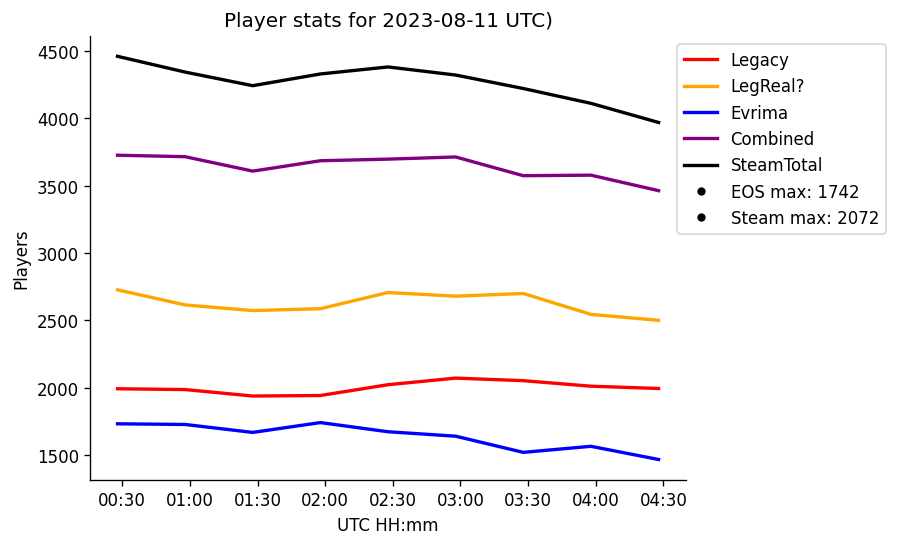 Player stats for 2023-08-11 UTC)
4500
4000
3500
3000
2500
2000
1500
Players
00:30 01:00 01:30 02:00 02:30 03:00 03:30 04:00 04:30
UTC HH:mm
Legacy
LegReal?
Evrima
Combined
SteamTotal
EOS max: 1742
Steam max: 2072